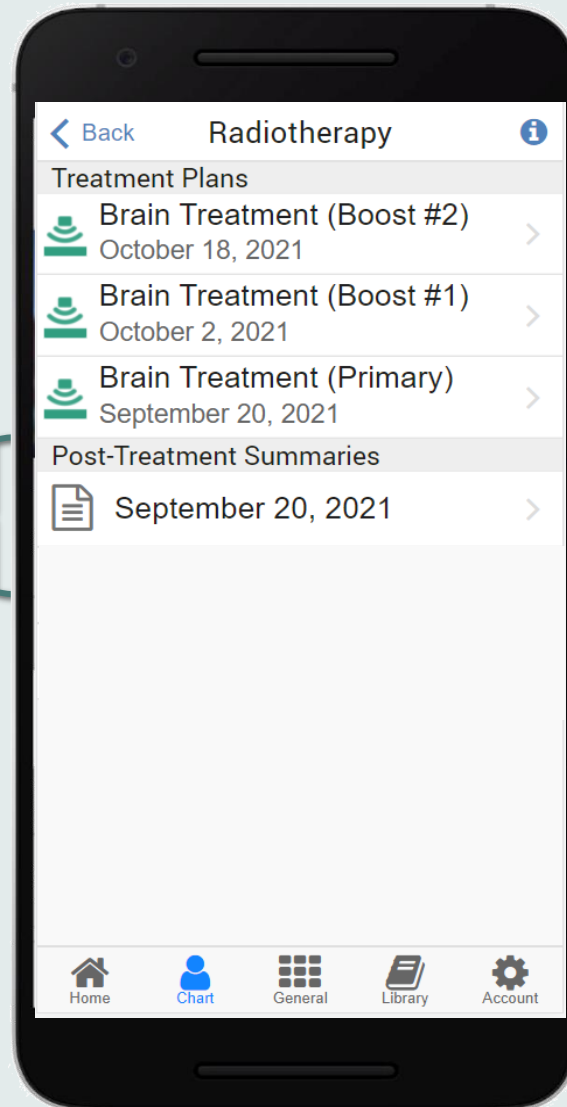 Back Radiotherapy
Treatment Plans
Brain Treatment (Boost #2)
October 18, 2021
Brain Treatment (Boost #1)
October 2, 2021
Brain Treatment (Primary)
September 20, 2021
Post-Treatment Summaries
September 20, 2021
Home Chart General Library Account